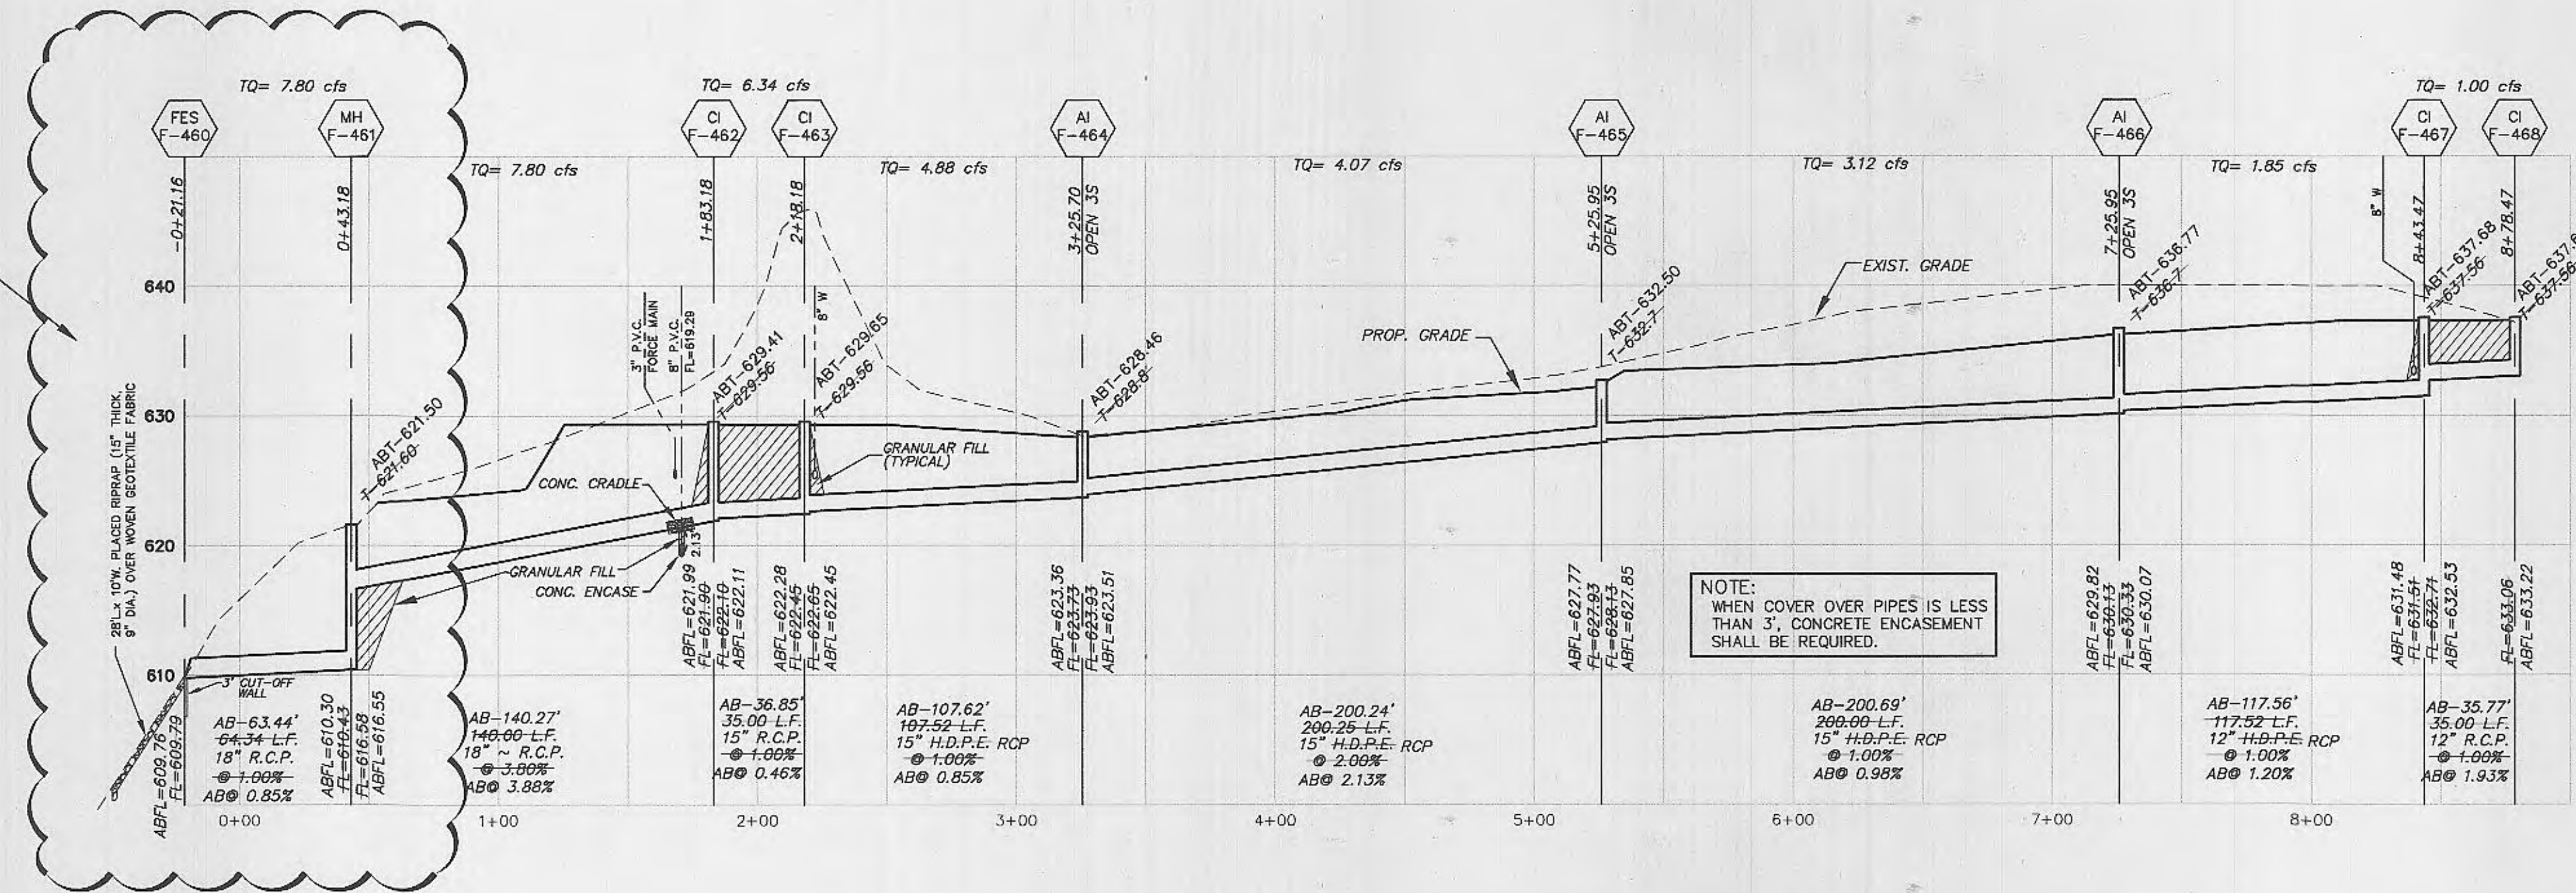 TQ= 7.80 cfs
TQ= 6.34 cfs
TQ= 1.00 cfs
FES
F-460
MH
F-461
CI
F-462
CI
F-463
AI
F-464
AI
F-465
AI
F-466
CI
F-467
CI
F-468
TQ= 7.80 cfs
TQ= 4.88 cfs
TQ= 4.07 cfs
TQ= 3.12 cfs
TQ= 1.85 cfs
-0+21.16
0+43.18
1+83.18
2+18.18
3+25.70
OPEN 3S
5+25.95
OPEN 3S
7+25.95
OPEN 3S
8" W
8+43.47
8+78.47
640
630
620
610
28'L x 10'W. PLACED RIPRAP (15" THICK,
9" DIA.) OVER WOVEN GEOTEXTILE FABRIC
ABT-621.50
T-621.60
3" P.V.C.
FORCE MAIN
8" P.V.C.
FL=619.29
ABT-629.41
T-629.56
8" W
ABT-629.65
T-629.56
ABT-628.46
T-628.8
ABT-632.50
T-632.7
ABT-636.77
T-636.7
ABT-637.68
T-637.56
T-637.56
EXIST. GRADE
PROP. GRADE
GRANULAR FILL
(TYPICAL)
CONC. CRADLE
2.13'
GRANULAR FILL
CONC. ENCASE
3' CUT-OFF
WALL
NOTE:
WHEN COVER OVER PIPES IS LESS
THAN 3', CONCRETE ENCASEMENT
SHALL BE REQUIRED.
ABFL=609.76
FL=609.79
ABFL=610.30
FL=610.43
FL=616.58
ABFL=616.55
ABFL=621.99
FL=621.90
FL=622.10
ABFL=622.11
ABFL=622.28
FL=622.45
FL=622.65
ABFL=622.45
ABFL=623.36
FL=623.73
FL=623.93
ABFL=623.51
ABFL=627.77
FL=627.93
FL=628.13
ABFL=627.85
ABFL=629.82
FL=630.13
FL=630.33
ABFL=630.07
ABFL=631.48
FL=631.51
FL=632.71
ABFL=632.53
FL=633.06
ABFL=633.22
AB-63.44'
64.34 L.F.
18" R.C.P.
@ 1.00%
AB@ 0.85%
AB-140.27'
140.00 L.F.
18" ~ R.C.P.
@ 3.80%
AB@ 3.88%
AB-36.85'
35.00 L.F.
15" R.C.P.
@ 1.00%
AB@ 0.46%
AB-107.62'
107.52 L.F.
15" H.D.P.E. RCP
@ 1.00%
AB@ 0.85%
AB-200.24'
200.25 L.F.
15" H.D.P.E. RCP
@ 2.00%
AB@ 2.13%
AB-200.69'
200.00 L.F.
15" H.D.P.E. RCP
@ 1.00%
AB@ 0.98%
AB-117.56'
117.52 L.F.
12" H.D.P.E. RCP
@ 1.00%
AB@ 1.20%
AB-35.77'
35.00 L.F.
12" R.C.P.
@ 1.00%
AB@ 1.93%
0+00
1+00
2+00
3+00
4+00
5+00
6+00
7+00
8+00